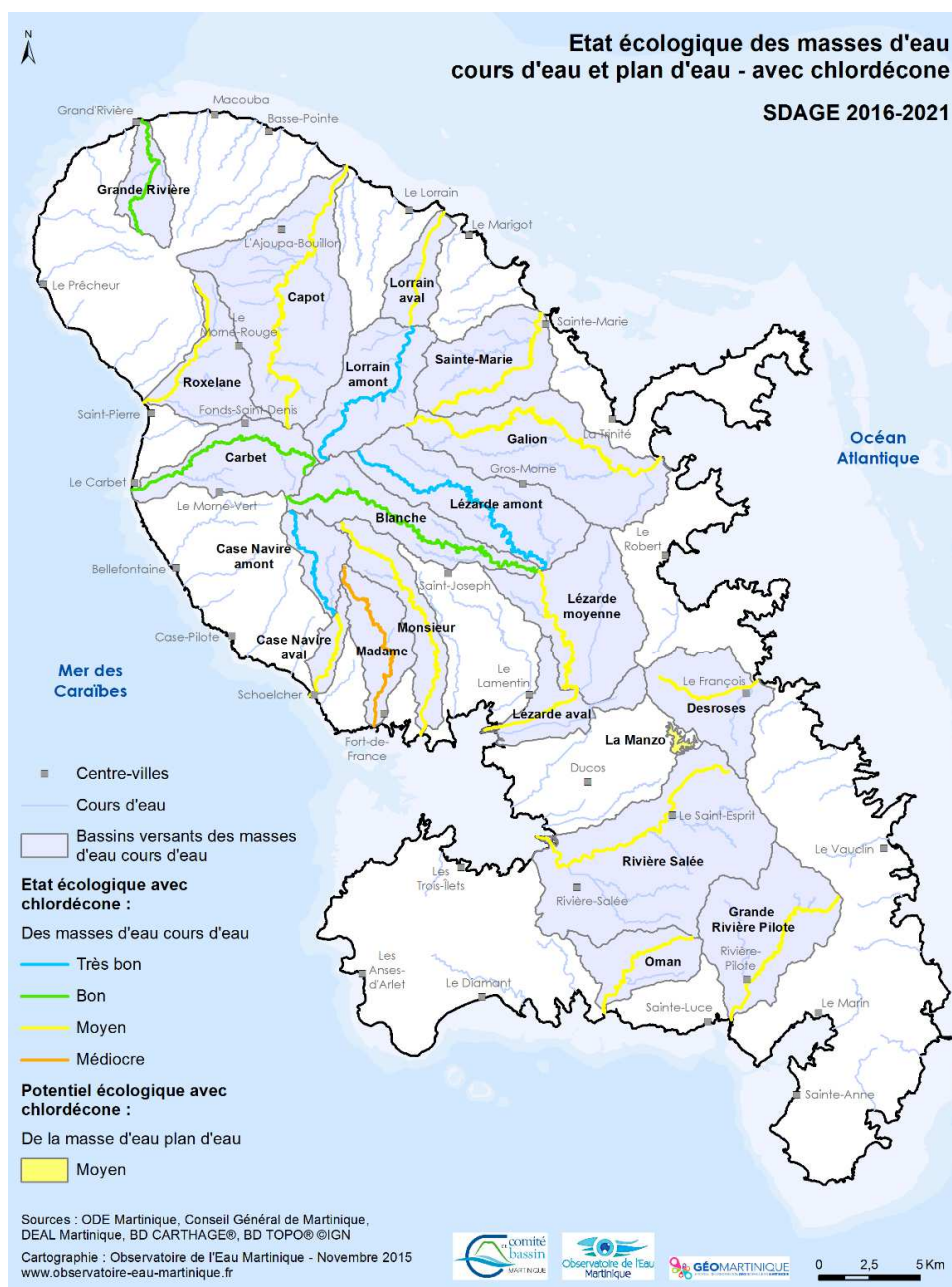 N
Etat écologique des masses d'eau
cours d'eau et plan d'eau - avec chlordécone
SDAGE 2016-2021
Macouba
Grand'Rivière
Basse-Pointe
Grande Rivière
Le Lorrain
Le Marigot
L'Ajoupa-Bouillon
Le Prêcheur
Capot
Lorrain
aval
Le
Morne-Rouge
Sainte-Marie
Sainte-Marie
Lorrain
amont
Roxelane
Saint-Pierre
Fonds-Saint-Denis
La Trinité
Galion
Océan
Atlantique
Carbet
Gros-Morne
Le Carbet
Le Morne-Vert
Lézarde amont
Blanche
Le
Robert
Case Navire
amont
Bellefontaine
Saint-Joseph
Lézarde
moyenne
Case-Pilote
Case Navire
aval
Monsieur
Madame
Mer des
Caraïbes
Le
Lamentin
Le François
Schoelcher
Desroses
Lézarde aval
Fort-de-
France
La Manzo
Ducos
Centre-villes
Cours d'eau
Bassins versants des masses
d'eau cours d'eau
Le Saint-Esprit
Le Vauclin
Rivière Salée
Les
Trois-Îlets
Rivière-Salée
Grande
Rivière Pilote
Rivière-
Pilote
Oman
Les
Anses-
d'Arlet
Le Diamant
Sainte-Luce
Le Marin
Sainte-Anne
Etat écologique avec
chlordécone :
Des masses d'eau cours d'eau
Très bon
Bon
Moyen
Médiocre
Potentiel écologique avec
chlordécone :
De la masse d'eau plan d'eau
Moyen
Sources : ODE Martinique, Conseil Général de Martinique,
DEAL Martinique, BD CARTHAGE®, BD TOPO® ©IGN
Cartographie : Observatoire de l'Eau Martinique - Novembre 2015
www.observatoire-eau-martinique.fr
comité
bassin
MARTINIQUE
Observatoire de l'Eau
Martinique
GÉOMARTINIQUE
0 2,5 5 Km